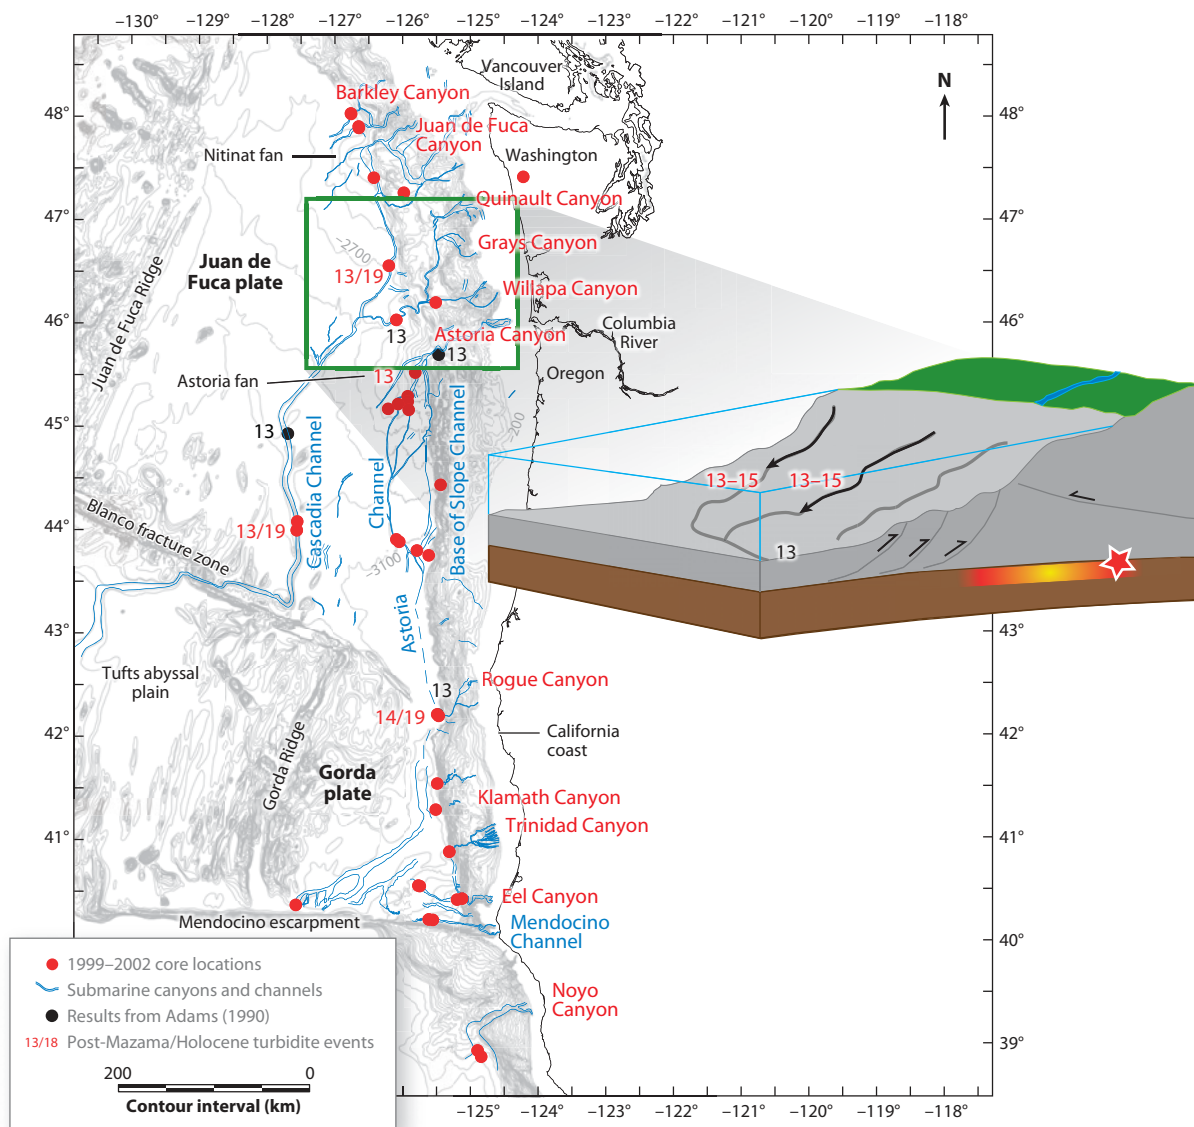 –130° –129° –128° –127° –126° –125° –124° –123° –122° –121° –120° –119° –118°
Vancouver
Island
N
Barkley Canyon
48°
48°
Juan de Fuca
Canyon
Nitinat fan
Washington
Quinault Canyon
47°
47°
Grays Canyon
–2700
Juan de
Fuca plate
13/19
Willapa Canyon
Juan de Fuca Ridge
46°
46°
Columbia
River
13
Astoria Canyon
13
Astoria fan
13
Oregon
45°
13
200
Cascadia Channel
Channel
Base of Slope Channel
13–15
13–15
44°
13/19
Blanco fracture zone
13
–3100
43°
43°
Astoria
Tufts abyssal
plain
13
Rogue Canyon
14/19
42°
42°
California
coast
Gorda Ridge
Gorda
plate
Klamath Canyon
Trinidad Canyon
41°
41°
Eel Canyon
Mendocino escarpment
Mendocino
Channel
40°
Noyo
Canyon
39°
1999–2002 core locations
Submarine canyons and channels
Results from Adams (1990)
13/18 Post-Mazama/Holocene turbidite events
200 0
Contour interval (km)
–125° –124° –123° –122° –121° –120° –119° –118°